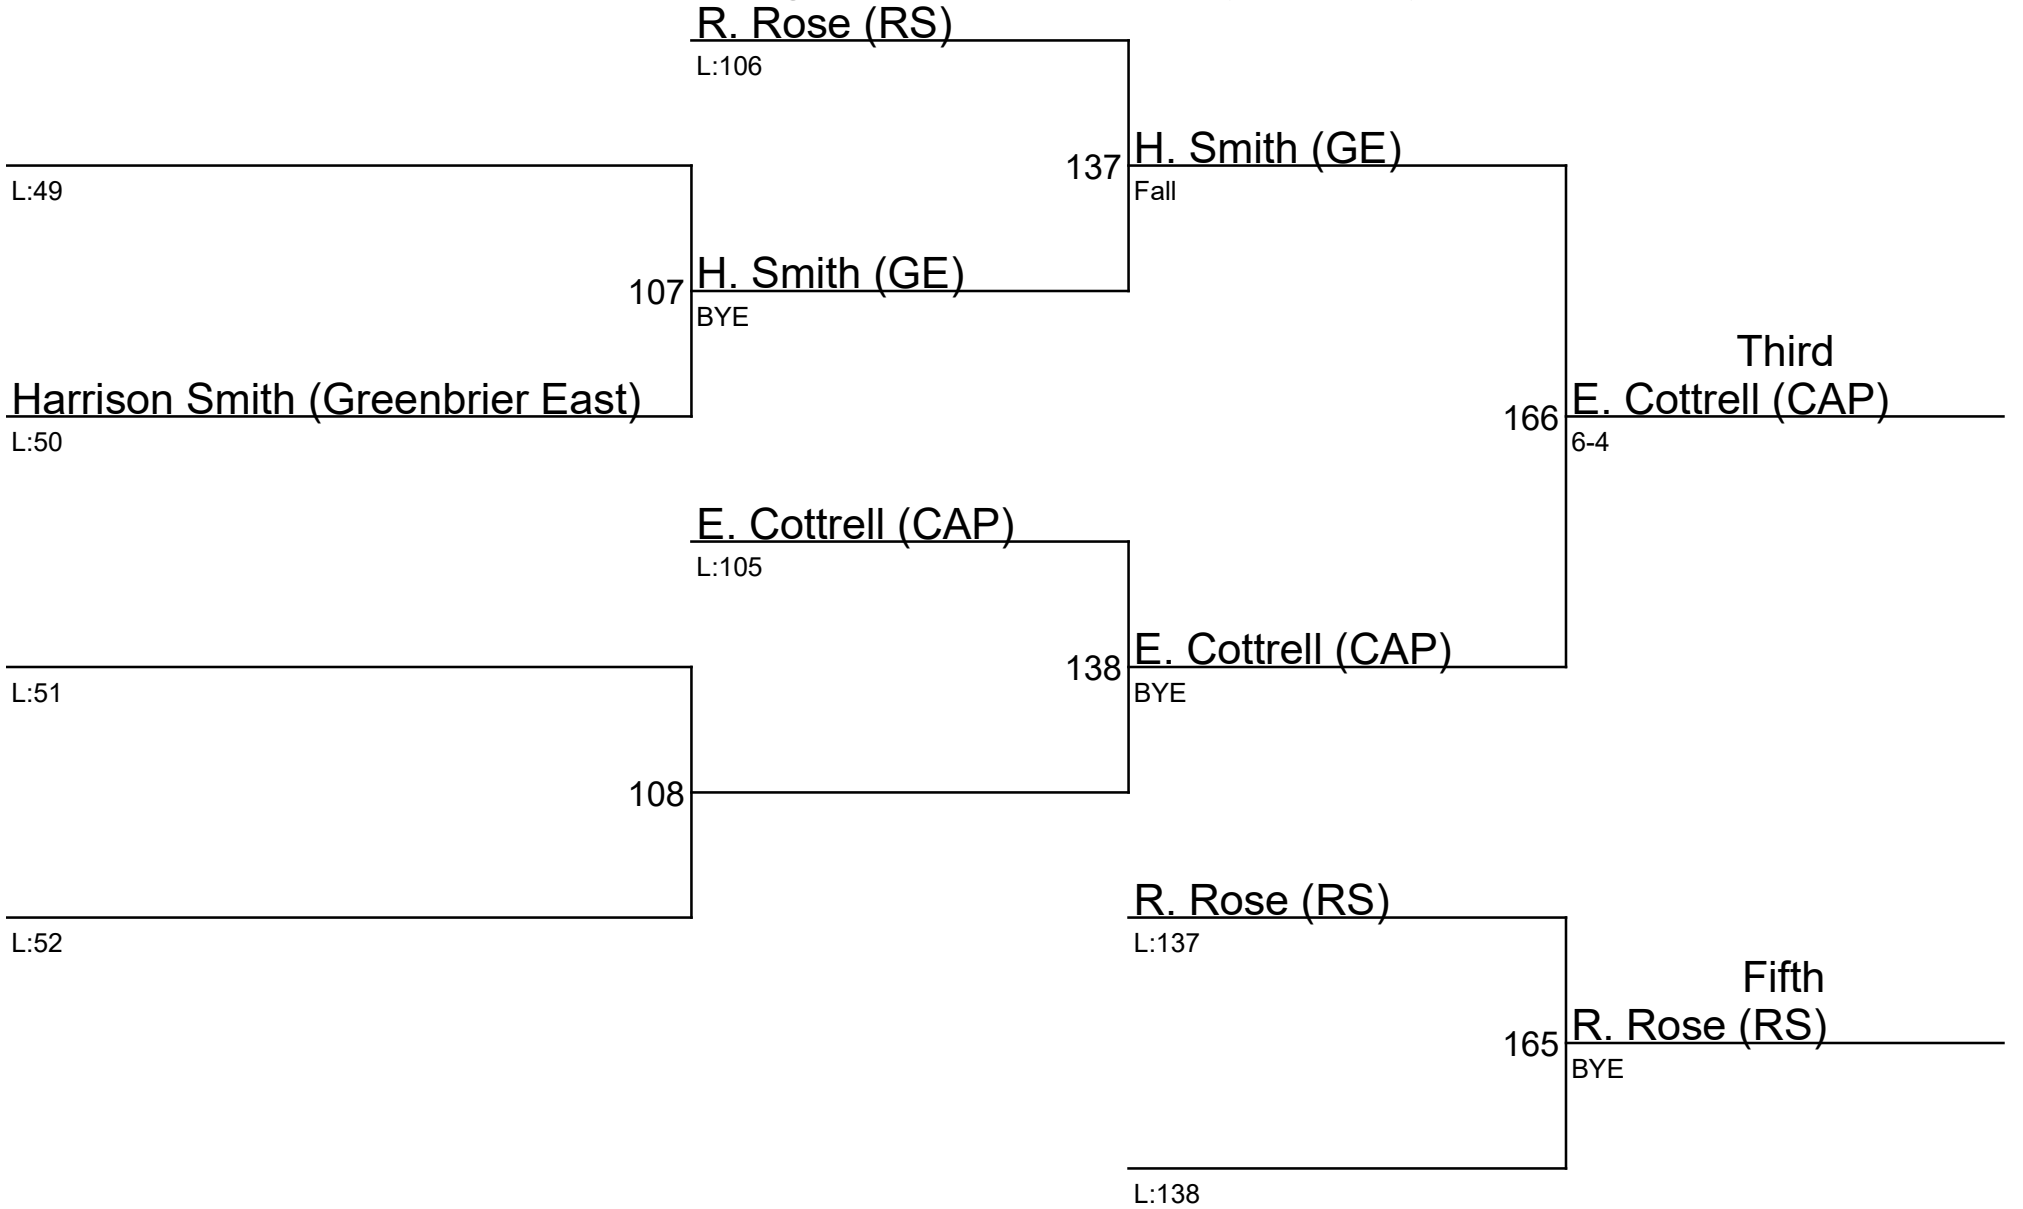 R. Rose (RS)
L:106
137
H. Smith (GE)
Fall
L:49
107
H. Smith (GE)
BYE
Harrison Smith (Greenbrier East)
L:50
Third
166
E. Cottrell (CAP)
6-4
E. Cottrell (CAP)
L:105
138
E. Cottrell (CAP)
BYE
L:51
108
L:52
R. Rose (RS)
L:137
Fifth
165
R. Rose (RS)
BYE
L:138